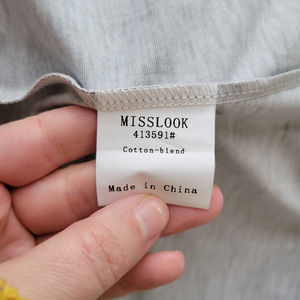 MISSLOOK
413591#
Cotton-blend
Made in China